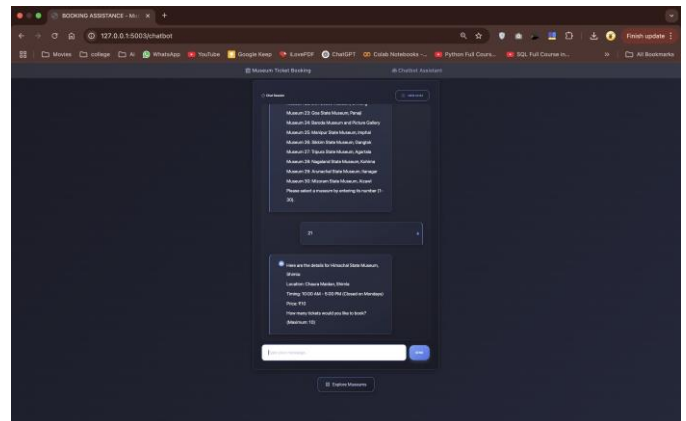 BOOKING ASSISTANCE - Mu
127.0.0.1:5003/chatbot
Finish update
Movies college Ai WhatsApp YouTube Google Keep iLovePDF ChatGPT Colab Notebooks -... Python Full Cours... SQL Full Course in... All Bookmarks
Museum Ticket Booking
AI Chatbot Assistant
Museum 23: Goa State Museum, Panaji
Museum 24: Baroda Museum and Picture Gallery
Museum 25: Manipur State Museum, Imphal
Museum 26: Sikkim State Museum, Gangtok
Museum 27: Tripura State Museum, Agartala
Museum 28: Nagaland State Museum, Kohima
Museum 29: Arunachal State Museum, Itanagar
Museum 30: Mizoram State Museum, Aizawl
Please select a museum by entering its number (1-
30).
21
Here are the details for Himachal State Museum,
Shimla:
Location: Chaura Maidan, Shimla
Timing: 10:00 AM - 5:00 PM (Closed on Mondays)
Price: ₹10
How many tickets would you like to book?
(Maximum: 10)
SEND
Explore Museums